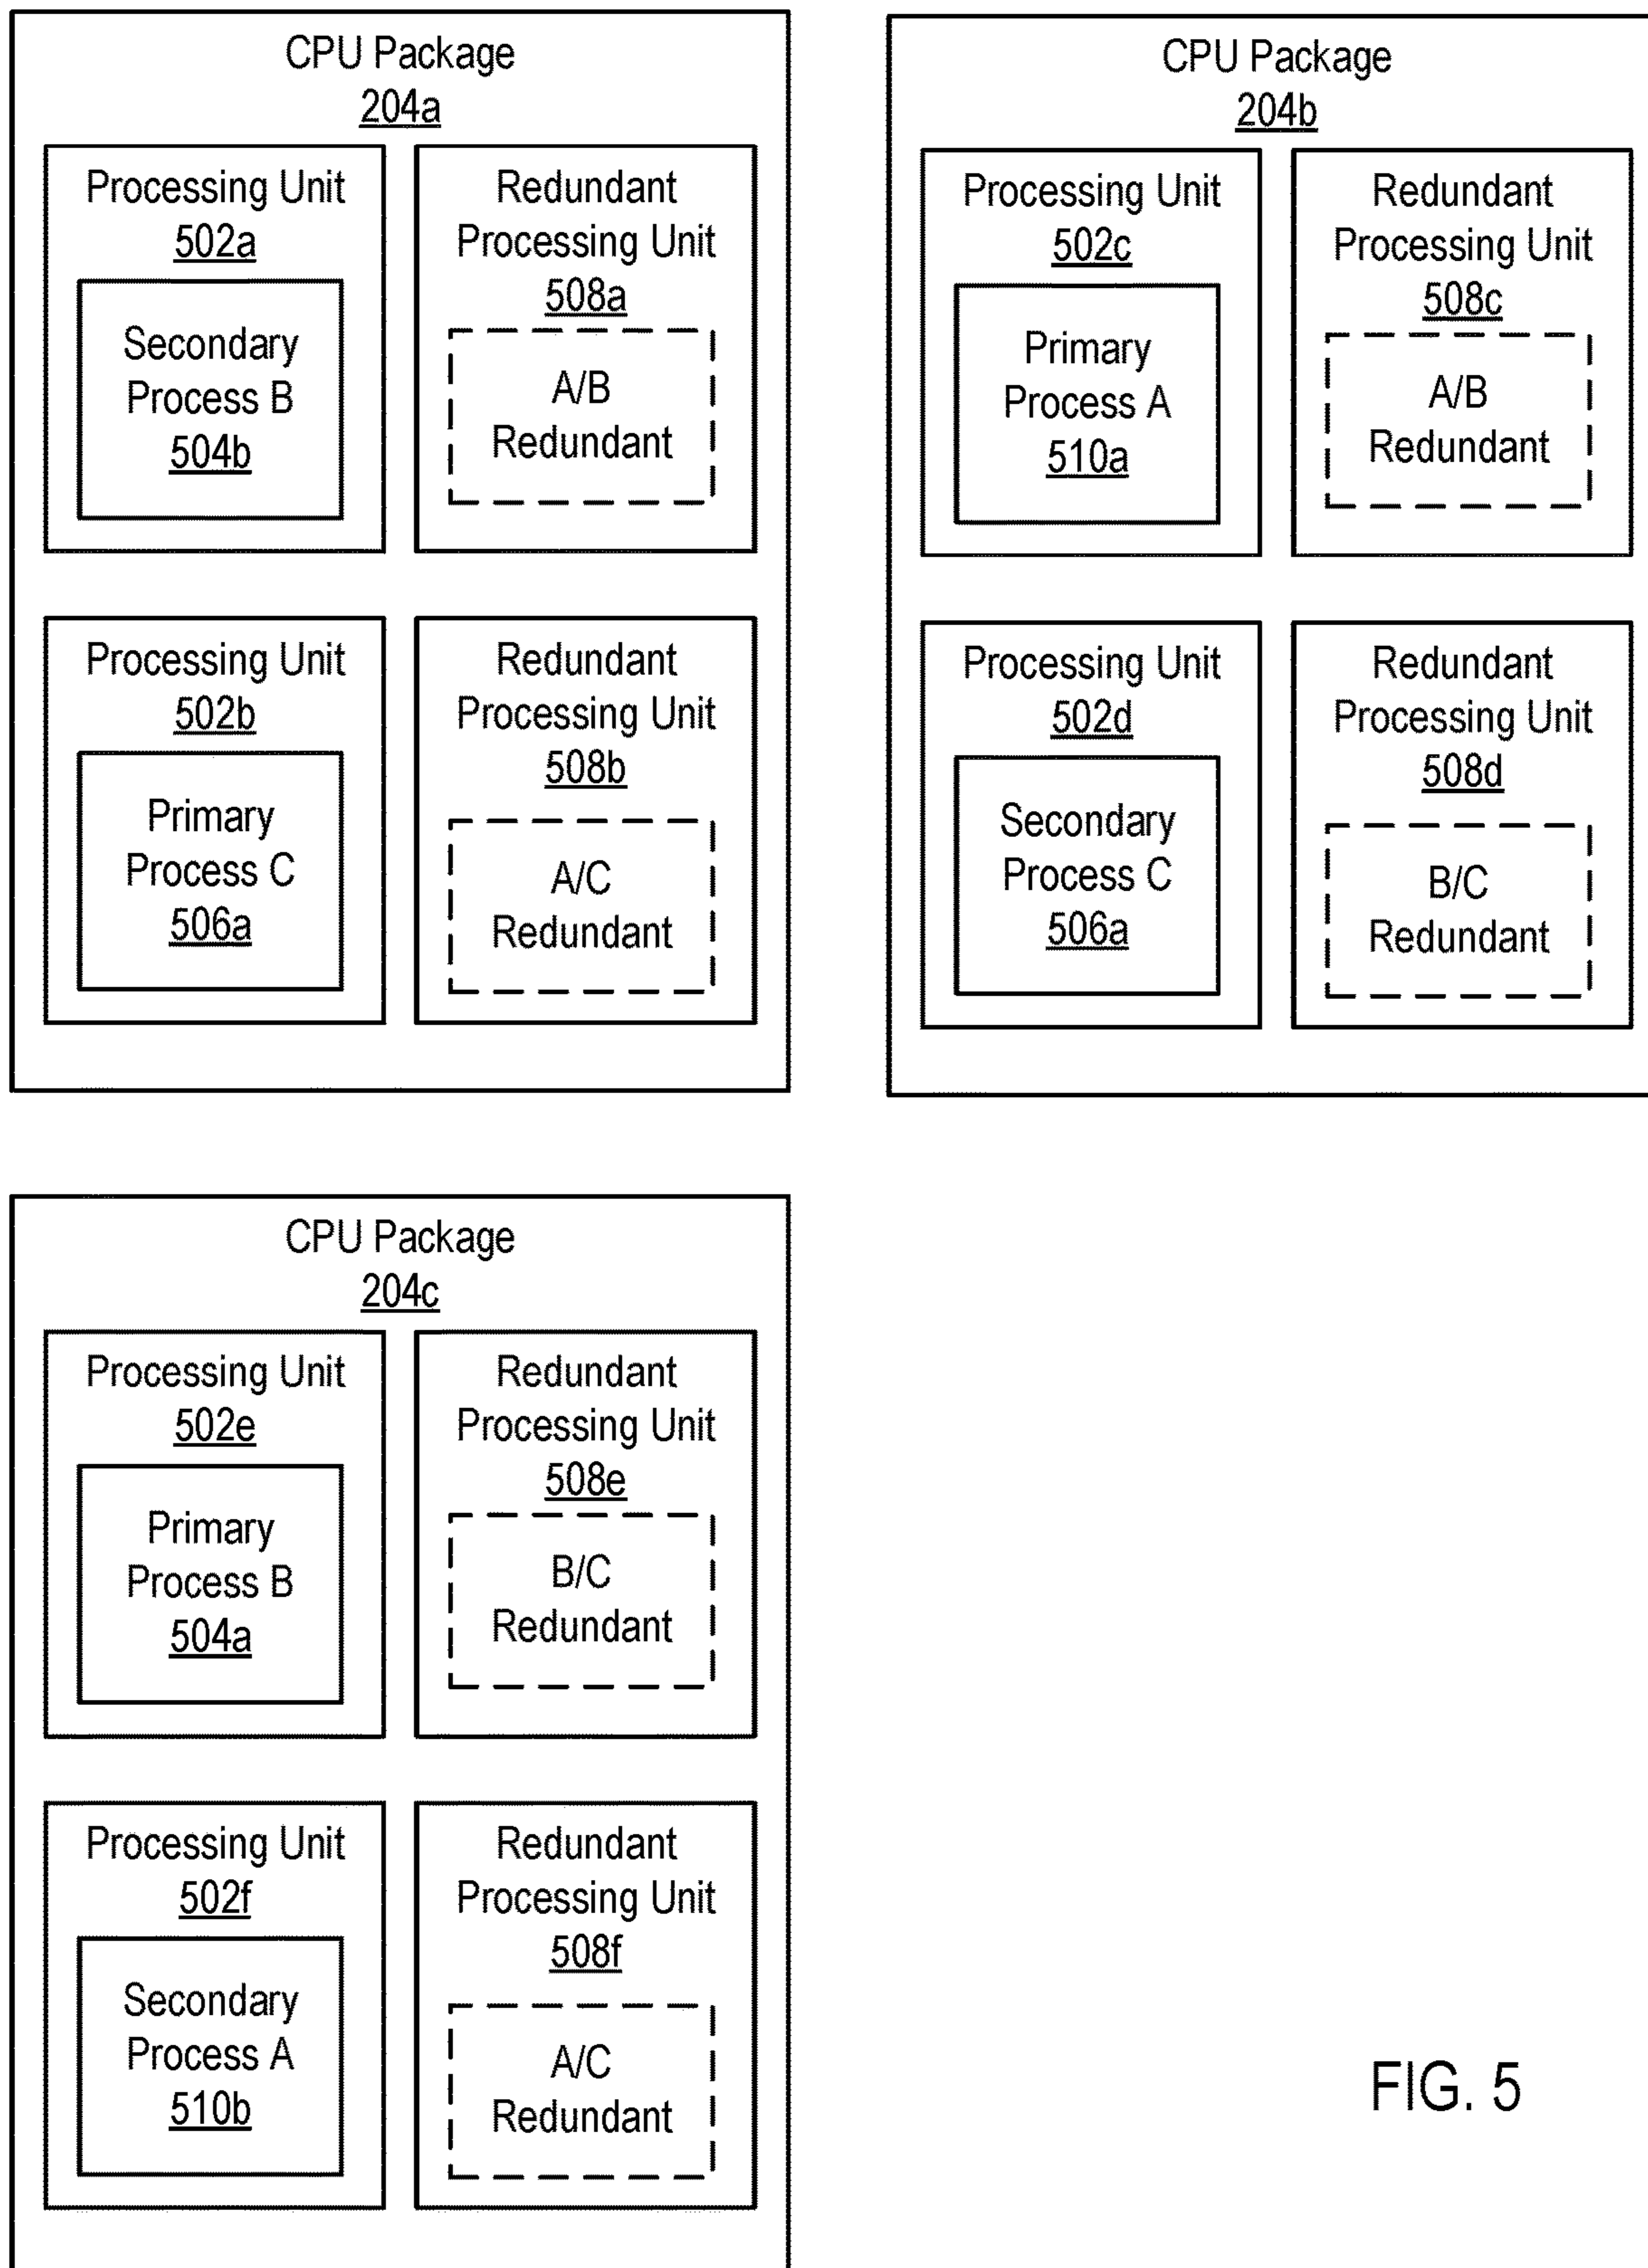 CPU Package
204a
Processing Unit
502a
Secondary
Process B
504b
Redundant
Processing Unit
508a
A/B
Redundant
Processing Unit
502b
Primary
Process C
506a
Redundant
Processing Unit
508b
A/C
Redundant
CPU Package
204b
Processing Unit
502c
Primary
Process A
510a
Redundant
Processing Unit
508c
A/B
Redundant
Processing Unit
502d
Secondary
Process C
506a
Redundant
Processing Unit
508d
B/C
Redundant
CPU Package
204c
Processing Unit
502e
Primary
Process B
504a
Redundant
Processing Unit
508e
B/C
Redundant
Processing Unit
502f
Secondary
Process A
510b
Redundant
Processing Unit
508f
A/C
Redundant
FIG. 5